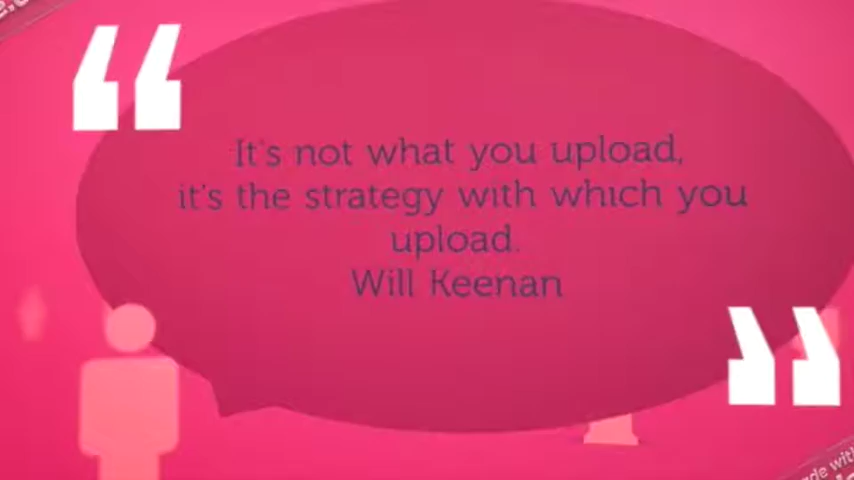 It's not what you upload,
it's the strategy with which you
upload.
Will Keenan